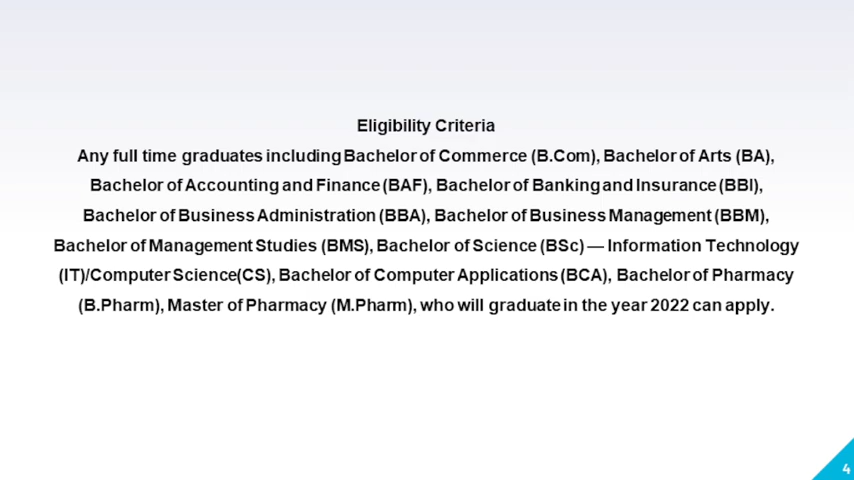 Eligibility Criteria
Any full time graduates including Bachelor of Commerce (B.Com), Bachelor of Arts (BA),
Bachelor of Accounting and Finance (BAF), Bachelor of Banking and Insurance (BBI),
Bachelor of Business Administration (BBA), Bachelor of Business Management (BBM),
Bachelor of Management Studies (BMS), Bachelor of Science (BSc) — Information Technology
(IT)/Computer Science(CS), Bachelor of Computer Applications (BCA), Bachelor of Pharmacy
(B.Pharm), Master of Pharmacy (M.Pharm), who will graduate in the year 2022 can apply.
4